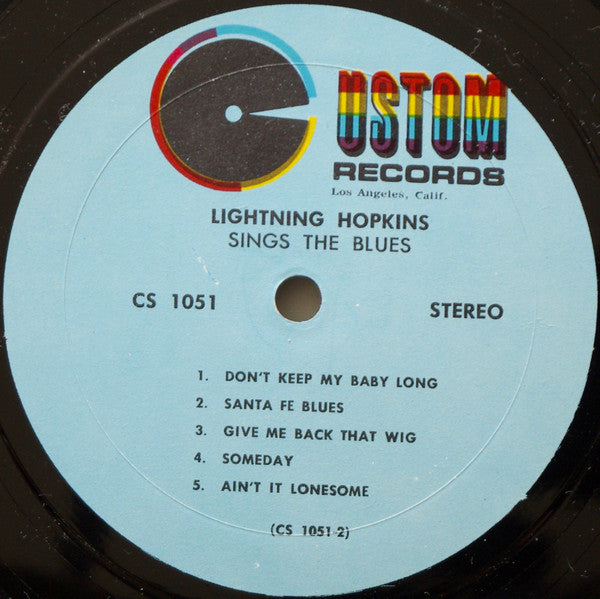 CUSTOM
RECORDS
Los Angeles, Calif.
LIGHTNING HOPKINS
SINGS THE BLUES
CS 1051
STEREO
1. DON'T KEEP MY BABY LONG
2. SANTA FE BLUES
3. GIVE ME BACK THAT WIG
4. SOMEDAY
5. AIN'T IT LONESOME
(CS 1051-2)